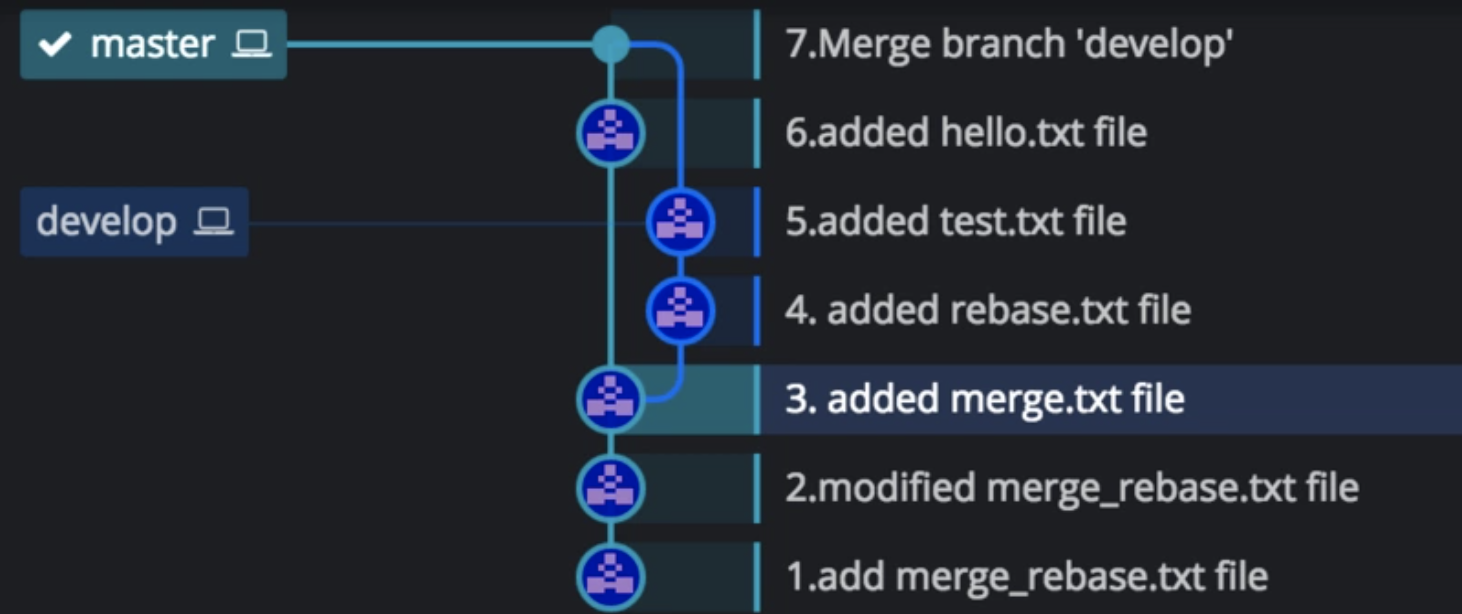 master
7.Merge branch 'develop'
6.added hello.txt file
develop
5.added test.txt file
4. added rebase.txt file
3. added merge.txt file
2.modified merge_rebase.txt file
1.add merge_rebase.txt file